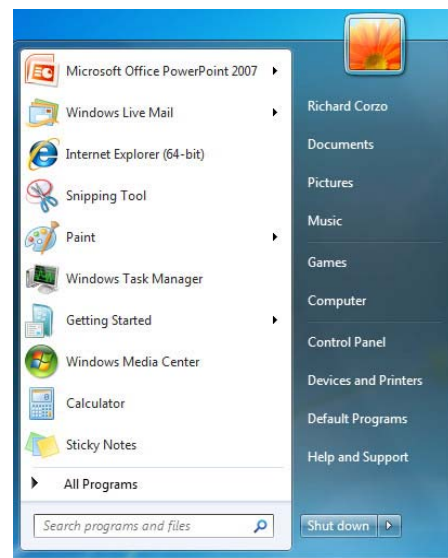 Microsoft Office PowerPoint 2007
Windows Live Mail
Internet Explorer (64-bit)
Snipping Tool
Paint
Windows Task Manager
Getting Started
Windows Media Center
Calculator
Sticky Notes
All Programs
Search programs and files
Richard Corzo
Documents
Pictures
Music
Games
Computer
Control Panel
Devices and Printers
Default Programs
Help and Support
Shut down